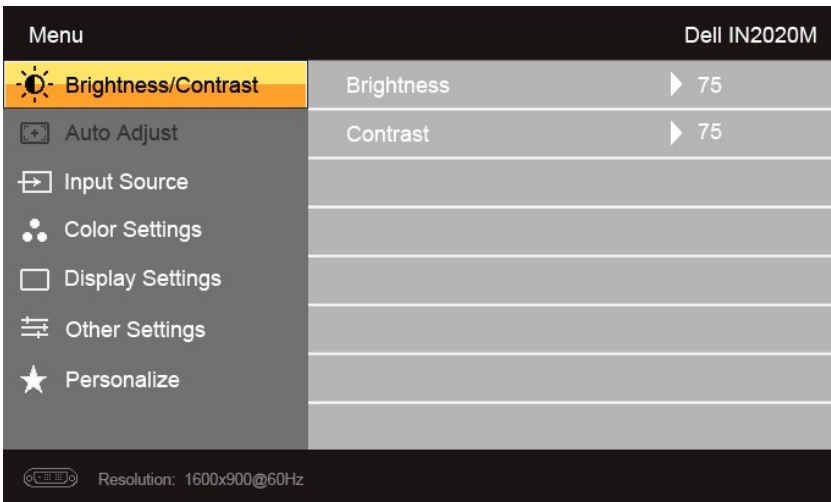 Menu Dell IN2020M
Brightness/Contrast Brightness 75
Auto Adjust Contrast 75
Input Source
Color Settings
Display Settings
Other Settings
Personalize
Resolution: 1600x900@60Hz